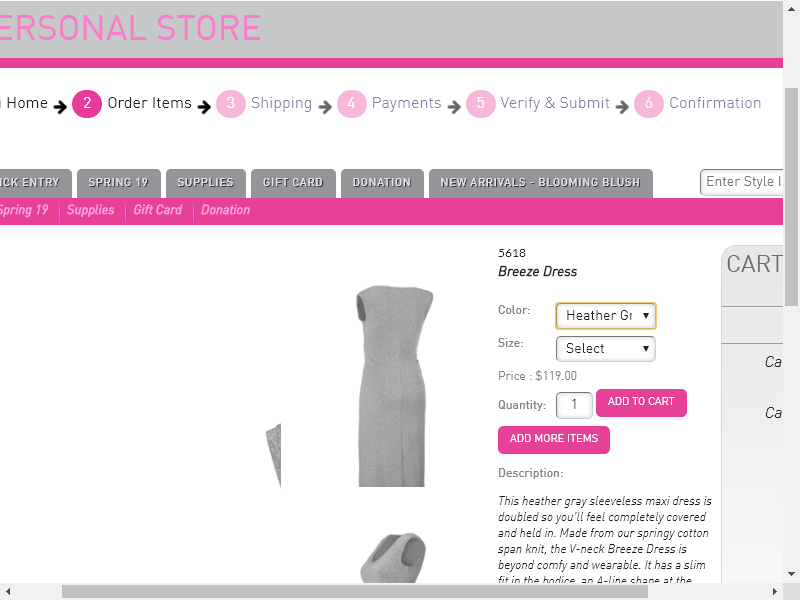 ERSONAL STORE
Home 2 Order Items 3 Shipping 4 Payments 5 Verify & Submit 6 Confirmation
ICK ENTRY SPRING 19 SUPPLIES GIFT CARD DONATION NEW ARRIVALS - BLOOMING BLUSH Enter Style I
Spring 19 Supplies Gift Card Donation
5618
Breeze Dress
CART
Color: Heather Gr
Size: Select
Price : $119.00
Quantity: 1 ADD TO CART
ADD MORE ITEMS
Ca
Ca
Description:
This heather gray sleeveless maxi dress is
doubled so you'll feel completely covered
and held in. Made from our springy cotton
span knit, the V-neck Breeze Dress is
beyond comfy and wearable. It has a slim
fit in the bodice, an A-line shape at the